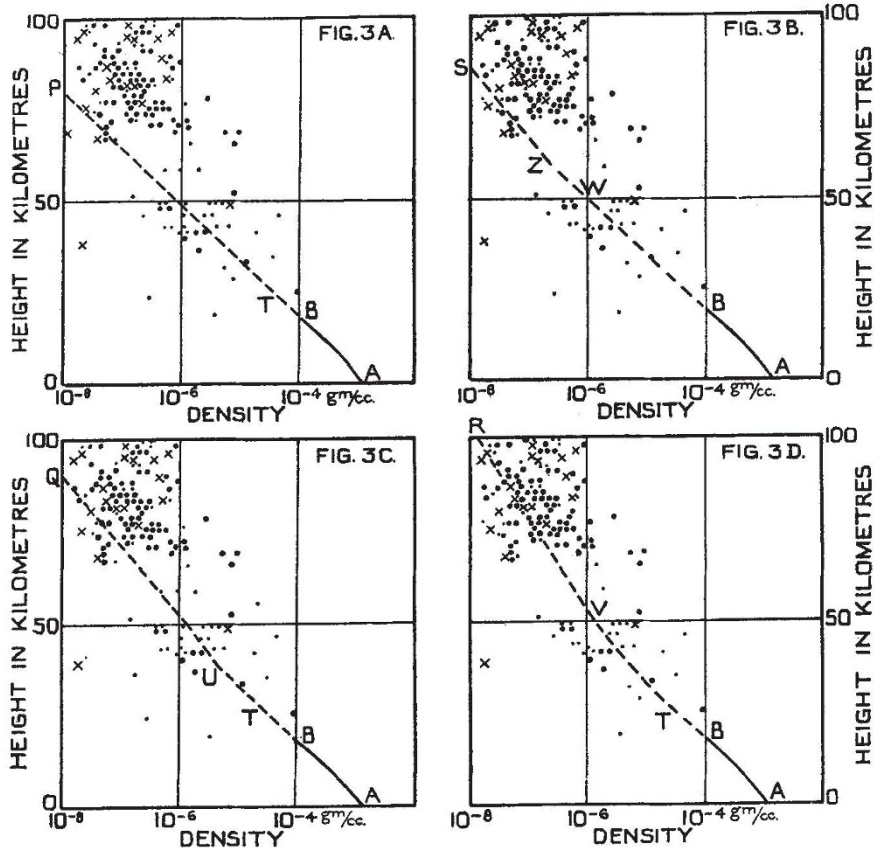 HEIGHT IN KILOMETRES
100
50
0
FIG. 3A.
P
T
B
A
10⁻⁸
10⁻⁶
10⁻⁴ gm/cc.
DENSITY
FIG. 3B.
S
Z
W
B
A
10⁻⁸
10⁻⁶
10⁻⁴ gm/cc.
DENSITY
100
50
0
HEIGHT IN KILOMETRES
HEIGHT IN KILOMETRES
100
50
0
FIG. 3C.
Q
U
T
B
A
10⁻⁸
10⁻⁶
10⁻⁴ gm/cc.
DENSITY
FIG. 3D.
R
V
T
B
A
10⁻⁸
10⁻⁶
10⁻⁴ gm/cc.
DENSITY
100
50
0
HEIGHT IN KILOMETRES